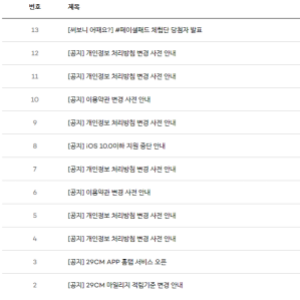 번호 제목
13 [써보니 어때요?] #페이셜패드 체험단 당첨자 발표
12 [공지] 개인정보 처리방침 변경 사전 안내
11 [공지] 개인정보 처리방침 변경 사전 안내
10 [공지] 이용약관 변경 사전 안내
9 [공지] 개인정보 처리방침 변경 사전 안내
8 [공지] iOS 10.0이하 지원 중단 안내
7 [공지] 개인정보 처리방침 변경 사전 안내
6 [공지] 이용약관 변경 사전 안내
5 [공지] 개인정보 처리방침 변경 사전 안내
4 [공지] 개인정보 처리방침 변경 사전 안내
3 [공지] 29CM APP 홈탭 서비스 오픈
2 [공지] 29CM 마일리지 적립기준 변경 안내